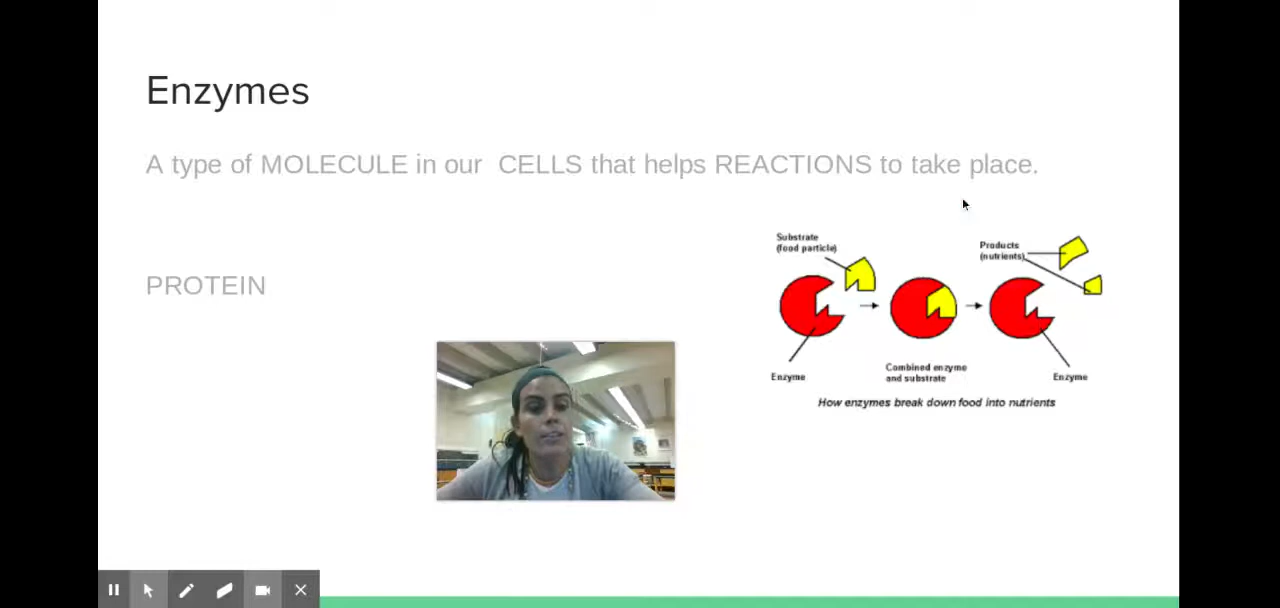 Enzymes
A type of MOLECULE in our CELLS that helps REACTIONS to take place.
PROTEIN
Substrate
(food particle)
Products
(nutrients)
Enzyme
Combined enzyme
and substrate
Enzyme
How enzymes break down food into nutrients